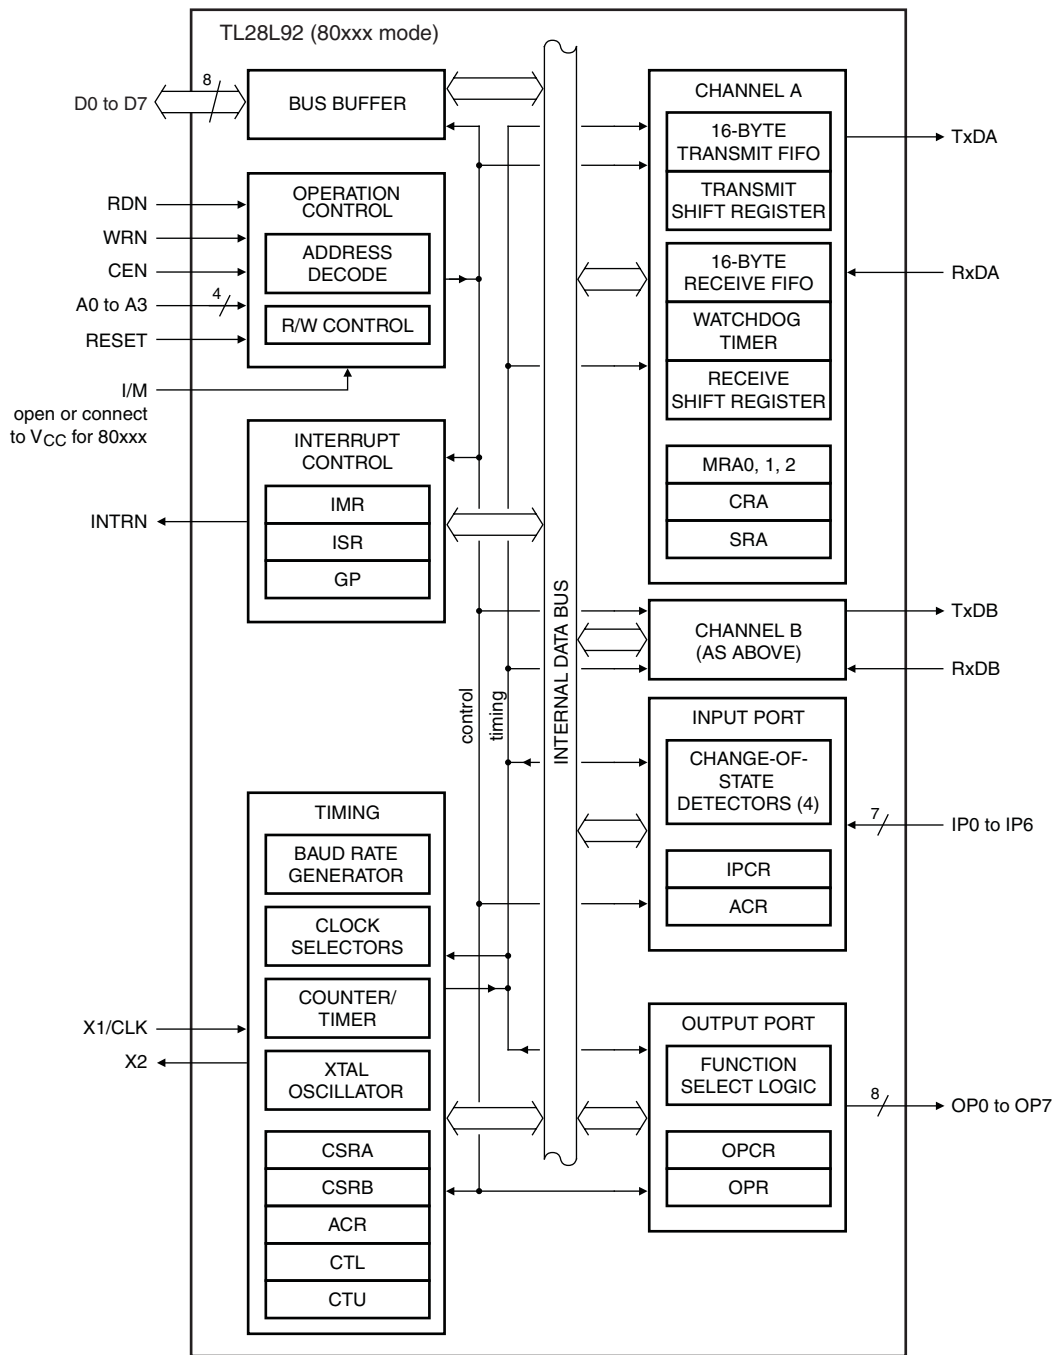 TL28L92 (80xxx mode)
D0 to D7
8
BUS BUFFER
RDN
WRN
CEN
A0 to A3
4
RESET
OPERATION
CONTROL
ADDRESS
DECODE
R/W CONTROL
I/M
open or connect
to VCC for 80xxx
INTERRUPT
CONTROL
IMR
ISR
GP
INTRN
control
timing
INTERNAL DATA BUS
TIMING
BAUD RATE
GENERATOR
CLOCK
SELECTORS
COUNTER/
TIMER
XTAL
OSCILLATOR
CSRA
CSRB
ACR
CTL
CTU
X1/CLK
X2
CHANNEL A
16-BYTE
TRANSMIT FIFO
TRANSMIT
SHIFT REGISTER
16-BYTE
RECEIVE FIFO
WATCHDOG
TIMER
RECEIVE
SHIFT REGISTER
MRA0, 1, 2
CRA
SRA
TxDA
RxDA
CHANNEL B
(AS ABOVE)
TxDB
RxDB
INPUT PORT
CHANGE-OF-
STATE
DETECTORS (4)
IPCR
ACR
7
IP0 to IP6
OUTPUT PORT
FUNCTION
SELECT LOGIC
OPCR
OPR
8
OP0 to OP7